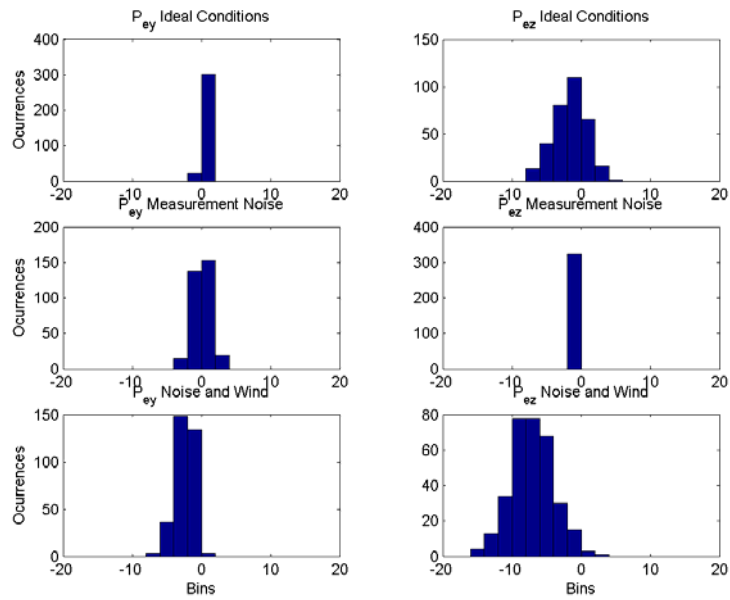 P_ey Ideal Conditions
400
300
200
100
0
Ocurrences
-20 -10 0 10 20
P_ez Ideal Conditions
150
100
50
0
-20 -10 0 10 20
P_ey Measurement Noise
200
150
100
50
0
Ocurrences
-20 -10 0 10 20
P_ez Measurement Noise
400
300
200
100
0
-20 -10 0 10 20
P_ey Noise and Wind
150
100
50
0
Ocurrences
-20 -10 0 10 20
Bins
P_ez Noise and Wind
80
60
40
20
0
-20 -10 0 10 20
Bins